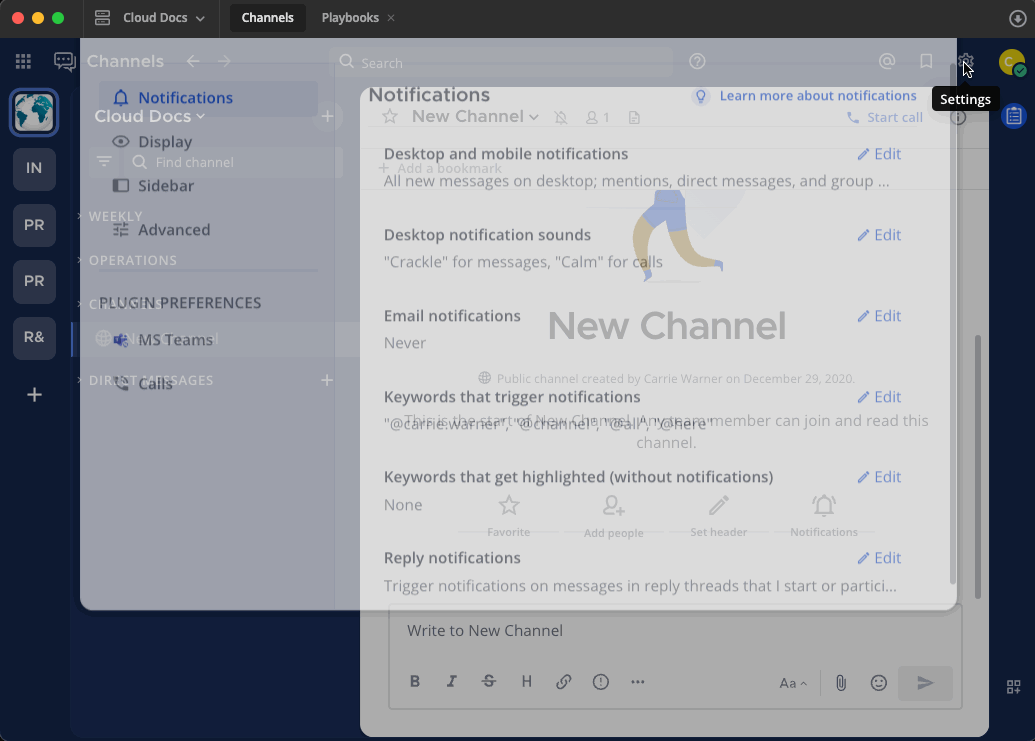 Cloud Docs
Channels
Playbooks
Channels
Search
C
Settings
Notifications
Notifications
Learn more about notifications
Cloud Docs
New Channel
1
Start call
Display
Find channel
Desktop and mobile notifications
Edit
Add a bookmark
All new messages on desktop; mentions, direct messages, and group ...
IN
Sidebar
WEEKLY
PR
Advanced
Desktop notification sounds
Edit
OPERATIONS
"Crackle" for messages, "Calm" for calls
PR
PLUGIN PREFERENCES
Email notifications
Edit
New Channel
R&
MS Teams
Never
DIRECT MESSAGES
Calls
Public channel created by Carrie Warner on December 29, 2020.
Keywords that trigger notifications
Edit
"@carrie.warner", "@channel", "@all", "@here"
This is the start of New Channel. Any team member can join and read this
channel.
Keywords that get highlighted (without notifications)
Edit
None
Favorite
Add people
Set header
Notifications
Reply notifications
Edit
Trigger notifications on messages in reply threads that I start or partici...
Write to New Channel
B
I
S
H
Aa